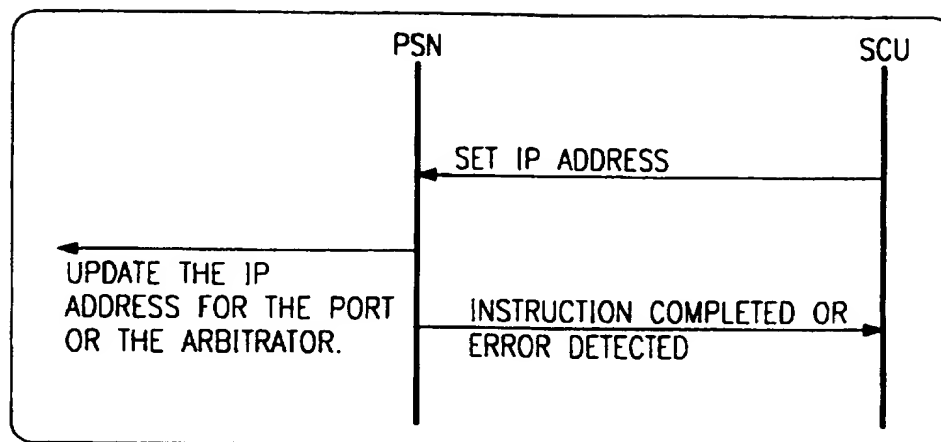 PSN
SCU
SET IP ADDRESS
UPDATE THE IP
ADDRESS FOR THE PORT
OR THE ARBITRATOR.
INSTRUCTION COMPLETED OR
ERROR DETECTED